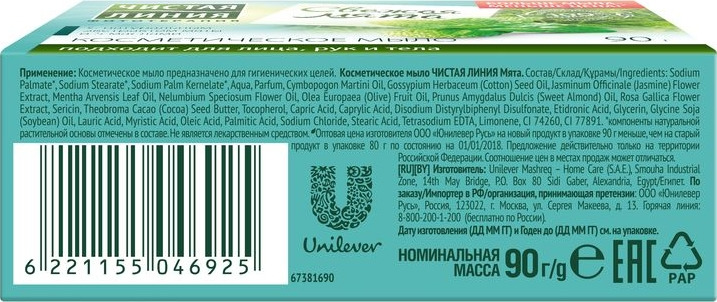 ЧИСТАЯ
ЛИНИЯ
ФИТОТЕРАПИЯ
Свежая
мята
КОСМЕТИЧЕСКОЕ МЫЛО
90 г
подходит для лица, рук и тела
Применение: Косметическое мыло предназначено для гигиенических целей. Косметическое мыло ЧИСТАЯ ЛИНИЯ Мята. Состав/Склад/Құрамы/Ingredients: Sodium
Palmate*, Sodium Stearate*, Sodium Palm Kernelate*, Aqua, Parfum, Cymbopogon Martini Oil, Gossypium Herbaceum (Cotton) Seed Oil, Jasminum Officinale (Jasmine) Flower
Extract, Mentha Arvensis Leaf Oil, Nelumbium Speciosum Flower Oil, Olea Europaea (Olive) Fruit Oil, Prunus Amygdalus Dulcis (Sweet Almond) Oil, Rosa Gallica Flower
Extract, Sericin, Theobroma Cacao (Cocoa) Seed Butter, Tocopherol, Capric Acid, Caprylic Acid, Disodium Distyrylbiphenyl Disulfonate, Etidronic Acid, Glycerin, Glycine Soja
(Soybean) Oil, Lauric Acid, Myristic Acid, Oleic Acid, Palmitic Acid, Sodium Chloride, Stearic Acid, Tetrasodium EDTA, Limonene, CI 74260, CI 77891. *компоненты натуральной
растительной основы отмечены в составе. Не является лекарственным средством. *Оптовая цена изготовителя ООО «Юнилевер Русь» на новый продукт в упаковке 90 г меньше, чем на старый
продукт в упаковке 80 г по состоянию на 01/01/2018. Предложение действительно только на территории
Российской Федерации. Соотношение цен в местах продаж может отличаться.
[RU][BY] Изготовитель: Unilever Mashreq – Home Care (S.A.E.), Smouha Industrial
Zone, 14th May Bridge, P.O. Box 80 Sidi Gaber, Alexandria, Egypt/Египет. По
заказу/Импортер в РФ/организация, принимающая претензии: ООО «Юнилевер
Русь», Россия, 123022, г. Москва, ул. Сергея Макеева, д. 13. Горячая линия:
8-800-200-1-200 (бесплатно по России).
Дату изготовления (ДД ММ ГГ) и Годен до (ДД ММ ГГ) см. на упаковке.
Unilever
6 221155 046925
67381690
НОМИНАЛЬНАЯ
МАССА 90 г/g
EAC
PAP